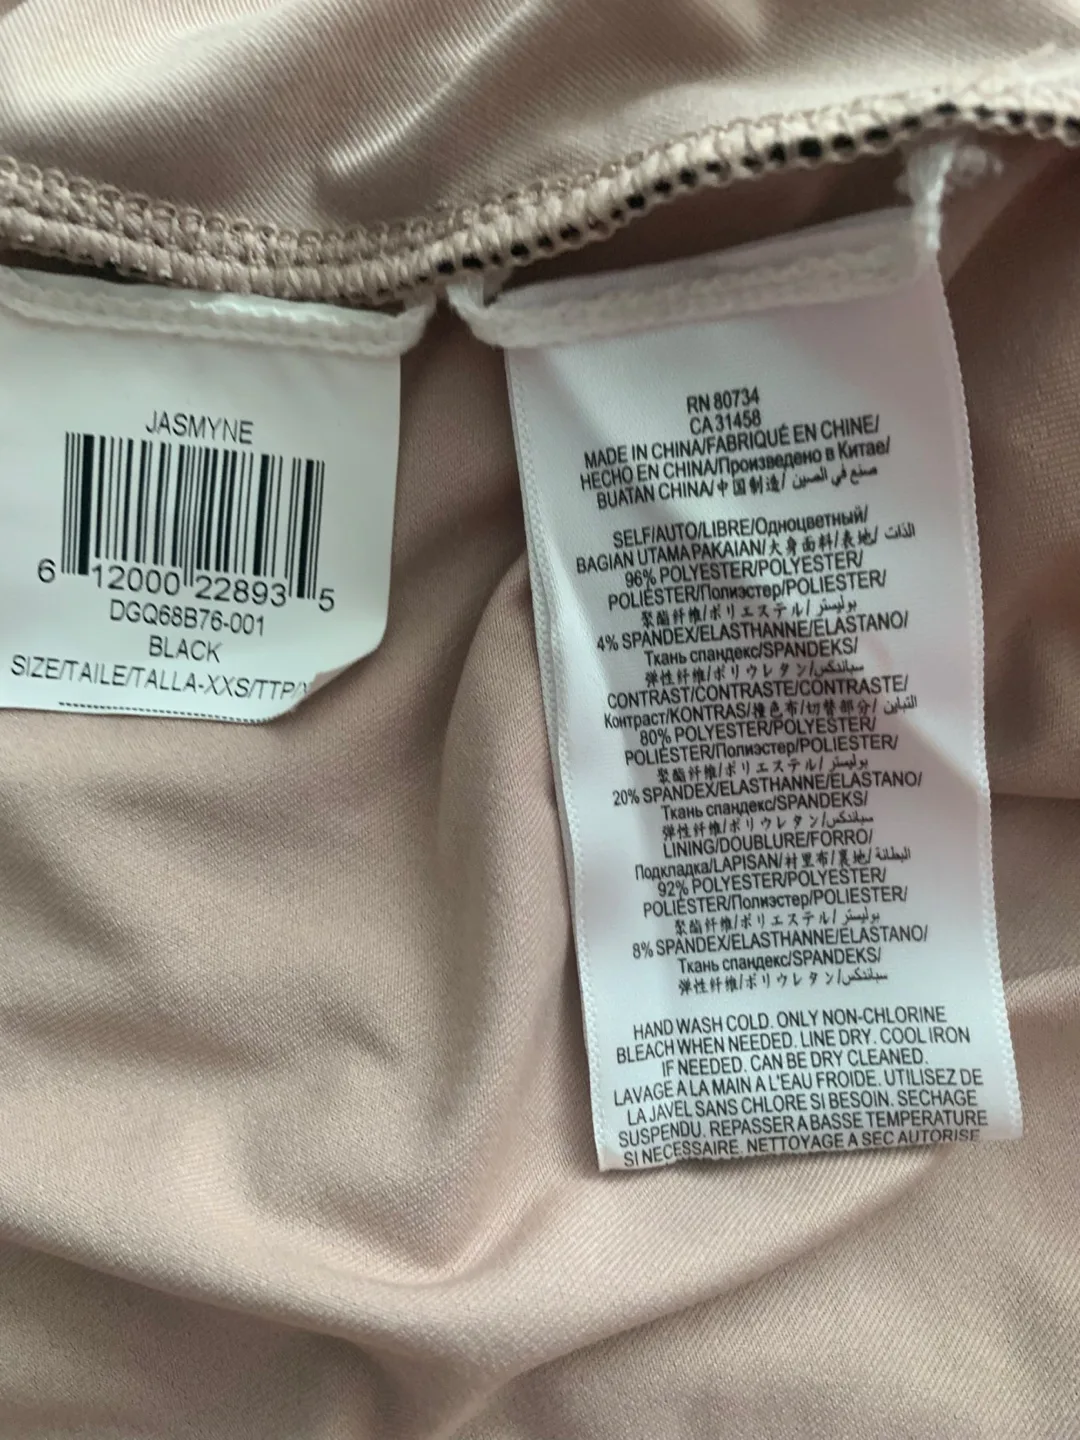 JASMYNE
6 12000 22893 5
DGQ68B76-001
BLACK
SIZE/TAILE/TALLA-XXS/TTP/
RN 80734
CA 31458
MADE IN CHINA/FABRIQUÉ EN CHINE/
HECHO EN CHINA/Произведено в Китае/
BUATAN CHINA/中国制造/ صنع في الصين
SELF/AUTO/LIBRE/Одноцветный/
BAGIAN UTAMA PAKAIAN/大身面料/表地/ الذات
96% POLYESTER/POLYESTER/
POLIÉSTER/Полиэстер/POLIESTER/
聚酯纤维/ポリエステル/ بوليستر
4% SPANDEX/ELASTHANNE/ELASTANO/
Ткань спандекс/SPANDEKS/
弹性纤维/ポリウレタン/سباندكس
CONTRAST/CONTRASTE/CONTRASTE/
Контраст/KONTRAS/撞色布/切替部分/ التباين
80% POLYESTER/POLYESTER/
POLIÉSTER/Полиэстер/POLIESTER/
聚酯纤维/ポリエステル/ بوليستر
20% SPANDEX/ELASTHANNE/ELASTANO/
Ткань спандекс/SPANDEKS/
弹性纤维/ポリウレタン/سباندكس
LINING/DOUBLURE/FORRO/
Подкладка/LAPISAN/村里布/裏地/ البطانة
92% POLYESTER/POLYESTER/
POLIÉSTER/Полиэстер/POLIESTER/
聚酯纤维/ポリエステル/ بوليستر
8% SPANDEX/ELASTHANNE/ELASTANO/
Ткань спандекс/SPANDEKS/
弹性纤维/ポリウレタン/سباندكس
HAND WASH COLD. ONLY NON-CHLORINE
BLEACH WHEN NEEDED. LINE DRY. COOL IRON
IF NEEDED. CAN BE DRY CLEANED.
LAVAGE A LA MAIN A L'EAU FROIDE. UTILISEZ DE
LA JAVEL SANS CHLORE SI BESOIN. SECHAGE
SUSPENDU. REPASSER A BASSE TEMPERATURE
SI NECESSAIRE. NETTOYAGE A SEC AUTORISE